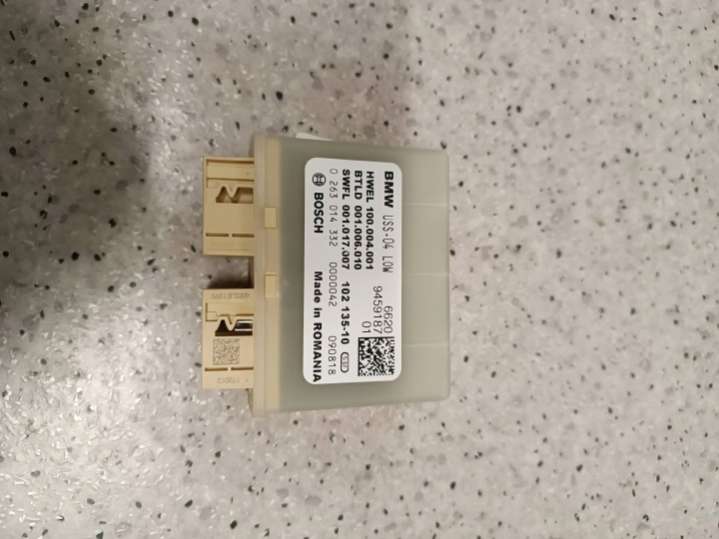 BMW USS-04 LOW
6620
HWEL 100.004.001 9459187
BTLD 001.006.010 01
SWFL 001.017.007 102 135-10
0 263 014 332 0000042 090818
BOSCH Made in ROMANIA